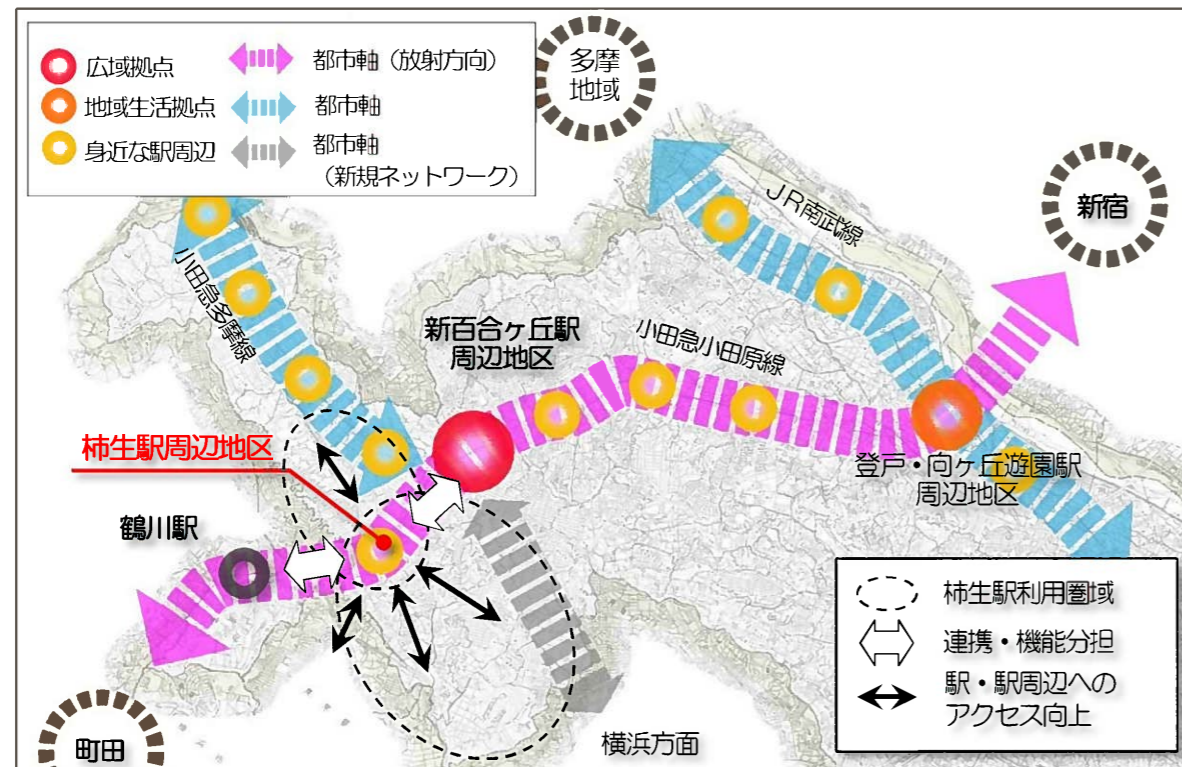 広域拠点
地域生活拠点
身近な駅周辺
都市軸（放射方向）
都市軸
都市軸
（新規ネットワーク）
多摩
地域
新宿
JR南武線
小田急多摩線
新百合ヶ丘駅
周辺地区
小田急小田原線
柿生駅周辺地区
登戸・向ヶ丘遊園駅
周辺地区
鶴川駅
柿生駅利用圏域
連携・機能分担
駅・駅周辺への
アクセス向上
横浜方面
町田